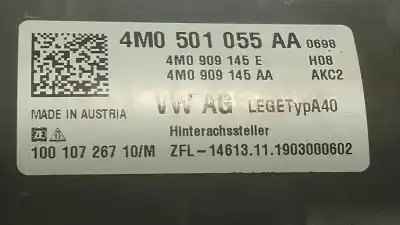 4M0 501 055 AA 0698
4M0 909 145 E H08
4M0 909 145 AA AKC2
MADE IN AUSTRIA VW AG LEGETypA40
ZF Hinterachssteller
100 107 267 10/M ZFL-14613.11.1903000602